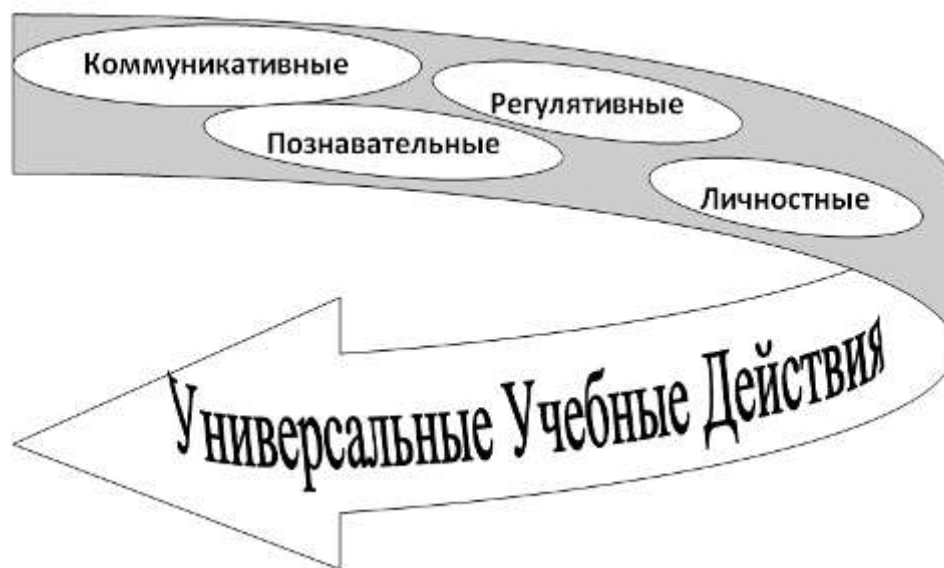 Коммуникативные
Регулятивные
Познавательные
Личностные
Универсальные Учебные Действия